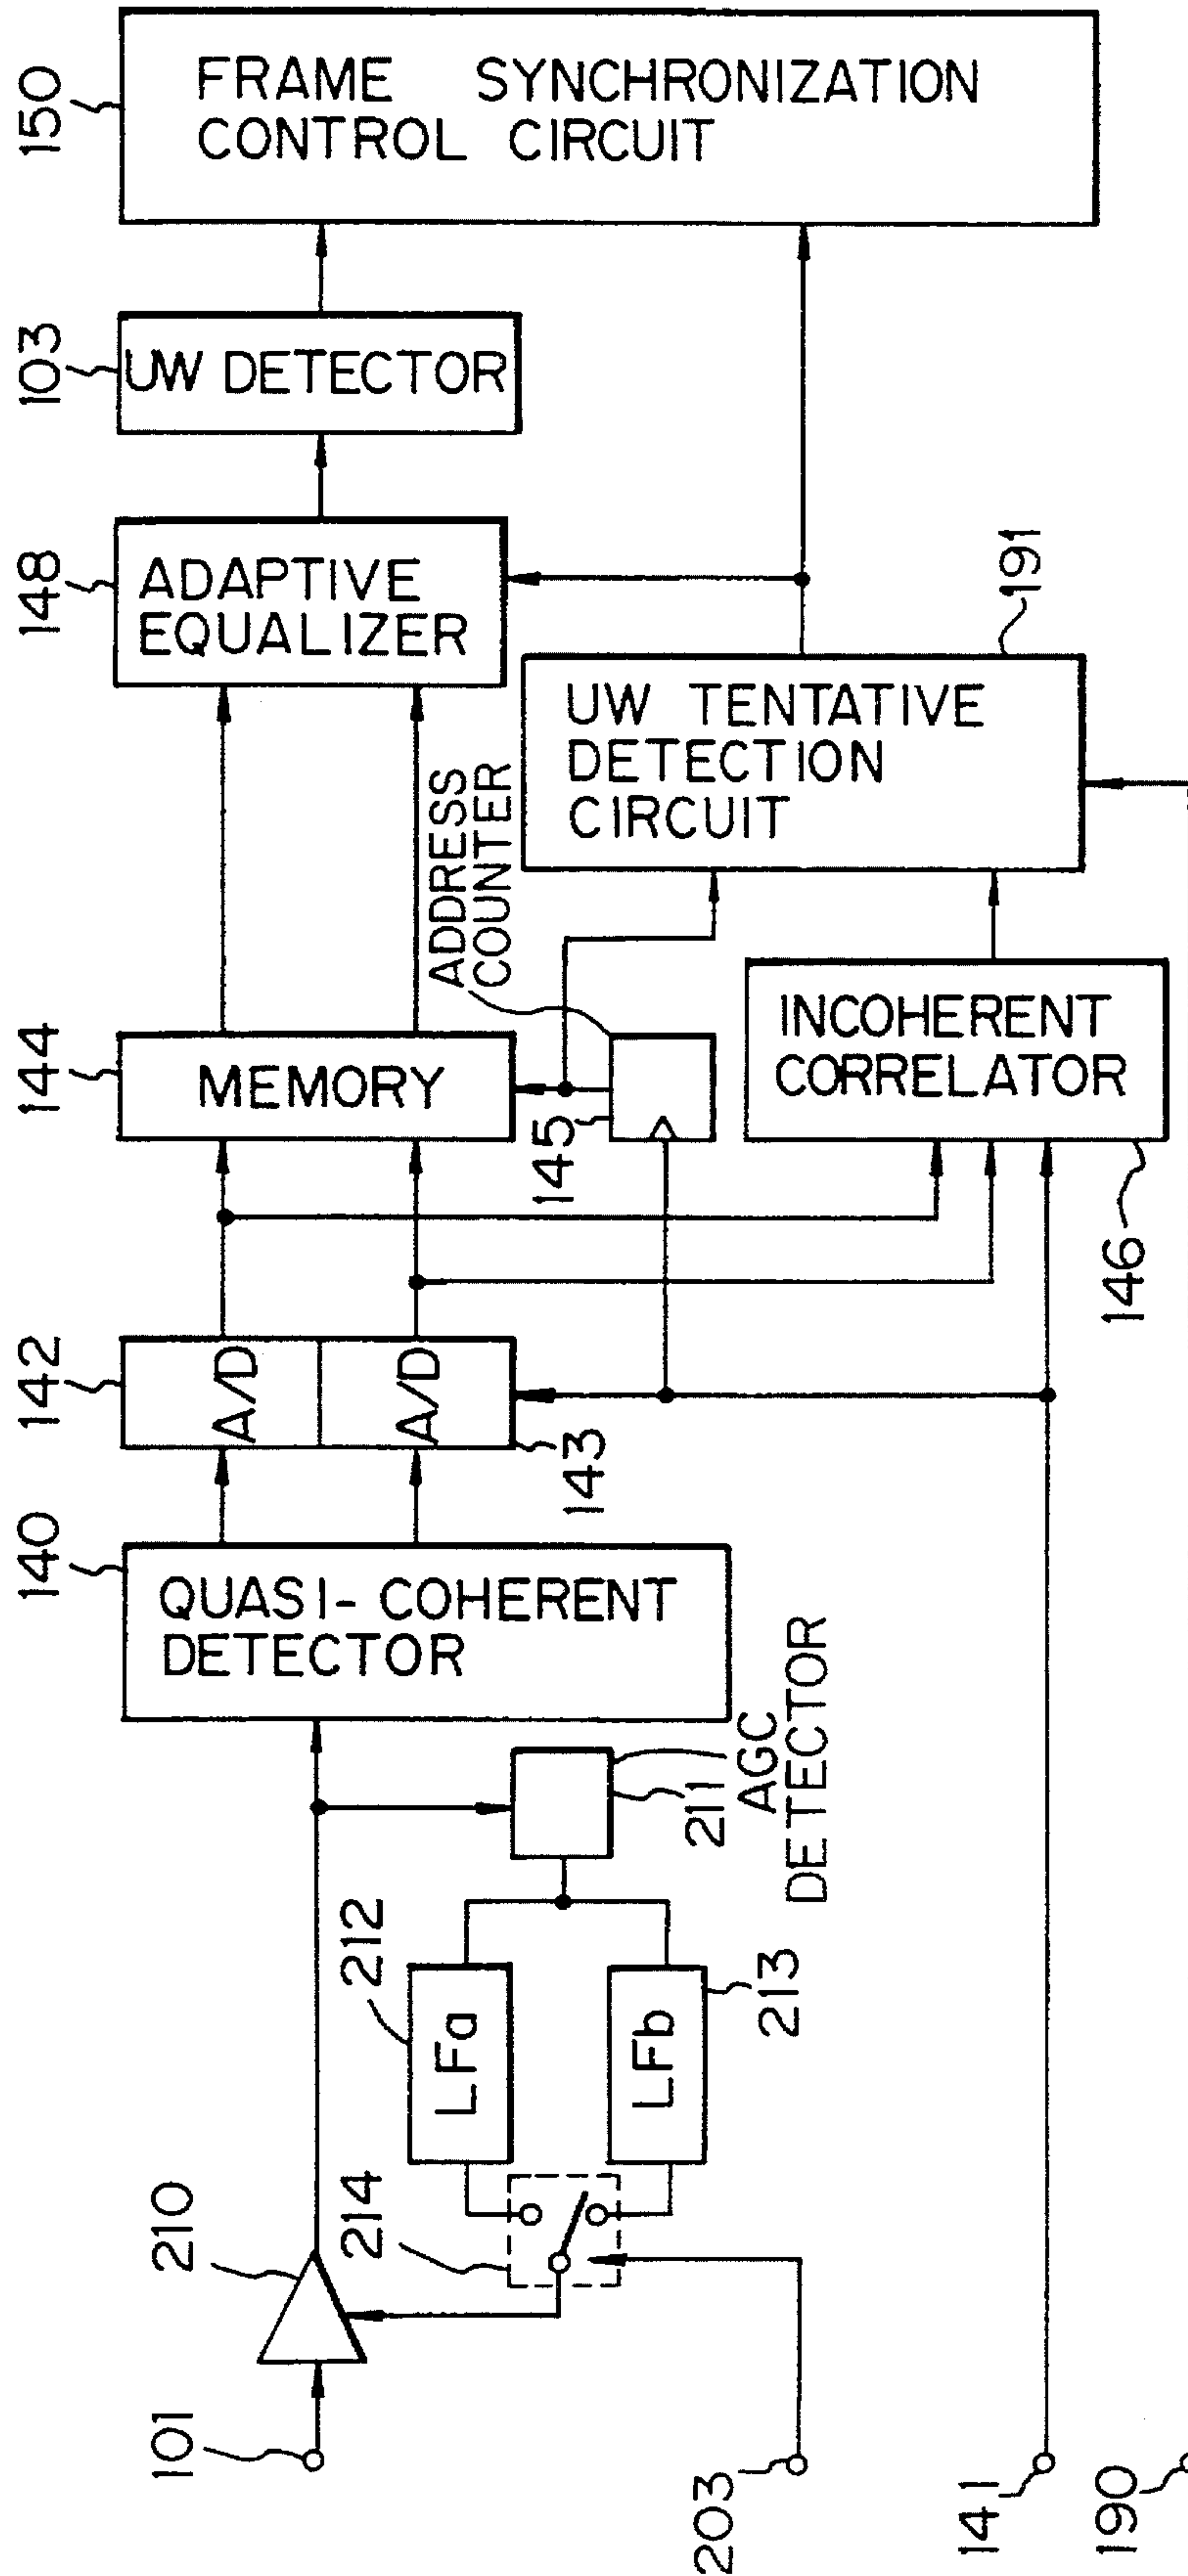 150
FRAME SYNCHRONIZATION
CONTROL CIRCUIT
103
UW DETECTOR
148
ADAPTIVE
EQUALIZER
191
UW TENTATIVE
DETECTION
CIRCUIT
ADDRESS
COUNTER
144
MEMORY
145
INCOHERENT
CORRELATOR
146
142
A/D
A/D
143
140
QUASI-COHERENT
DETECTOR
AGC
DETECTOR
211
212
LFa
LFb
213
214
210
101
203
141
190